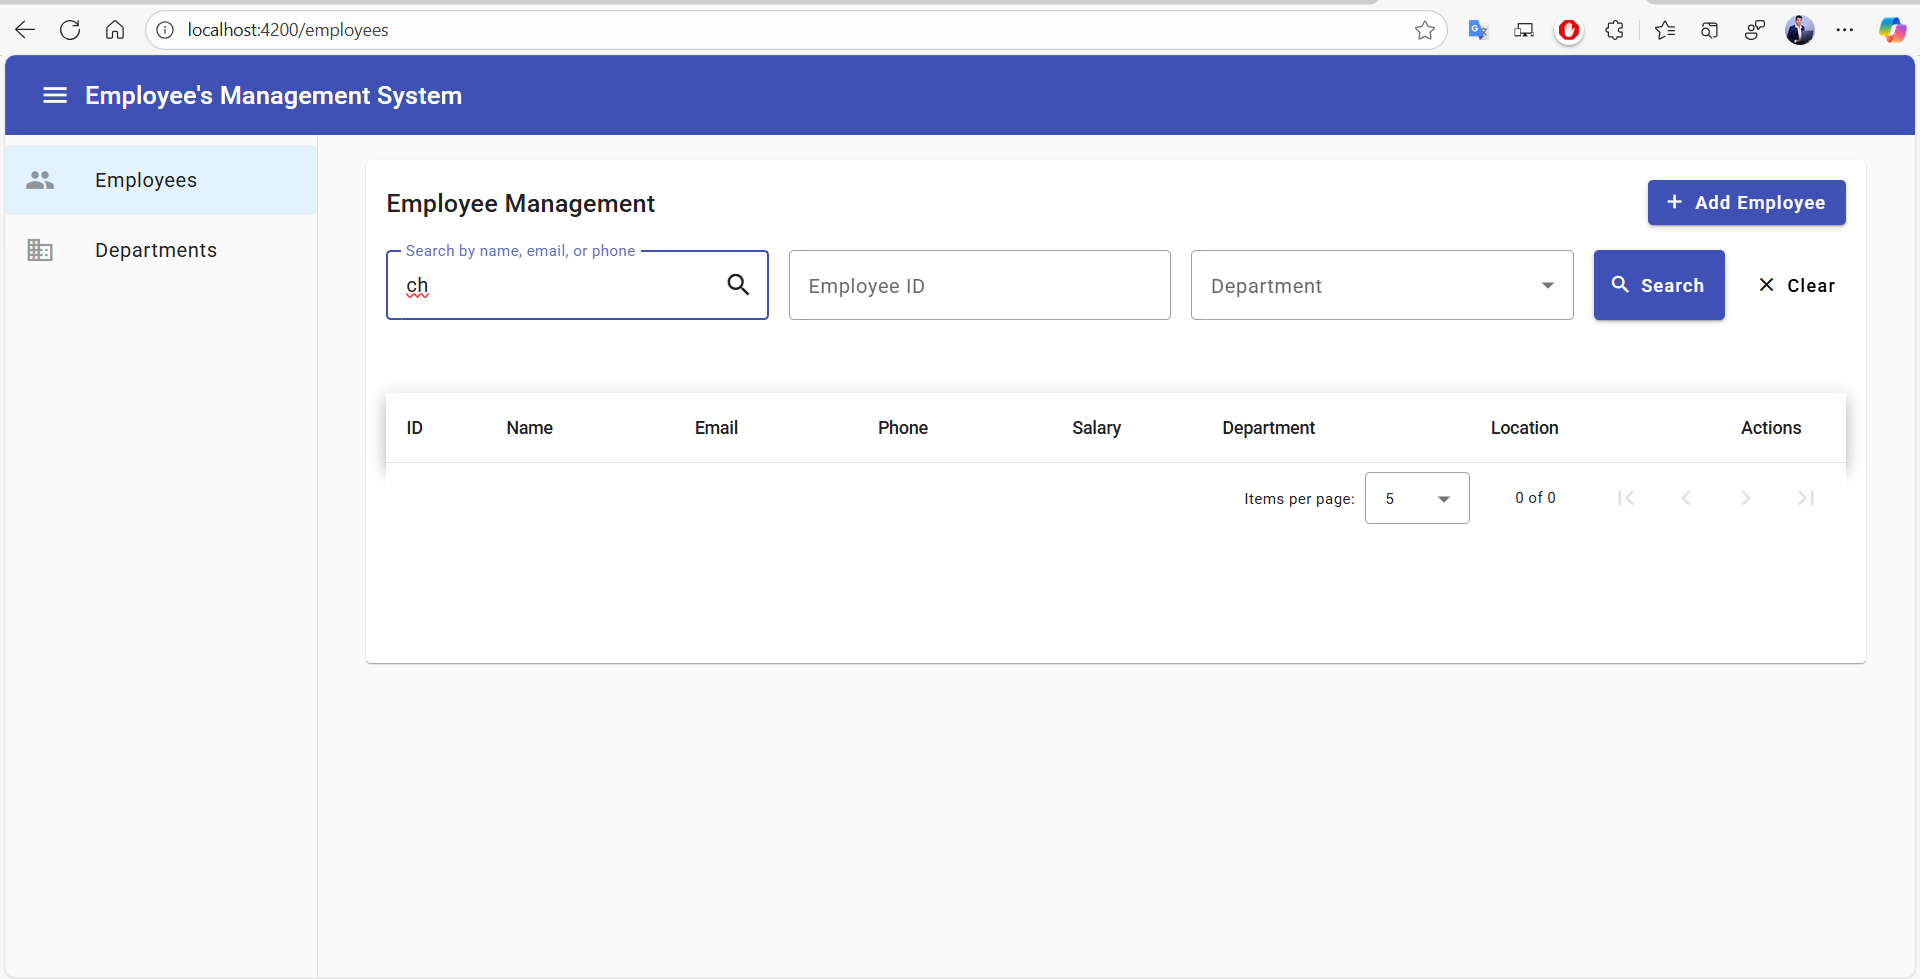 localhost:4200/employees
Employee's Management System
Employees
Departments
Employee Management
+ Add Employee
Search by name, email, or phone
ch
Employee ID
Department
Search
Clear
ID Name Email Phone Salary Department Location Actions
Items per page: 5 0 of 0